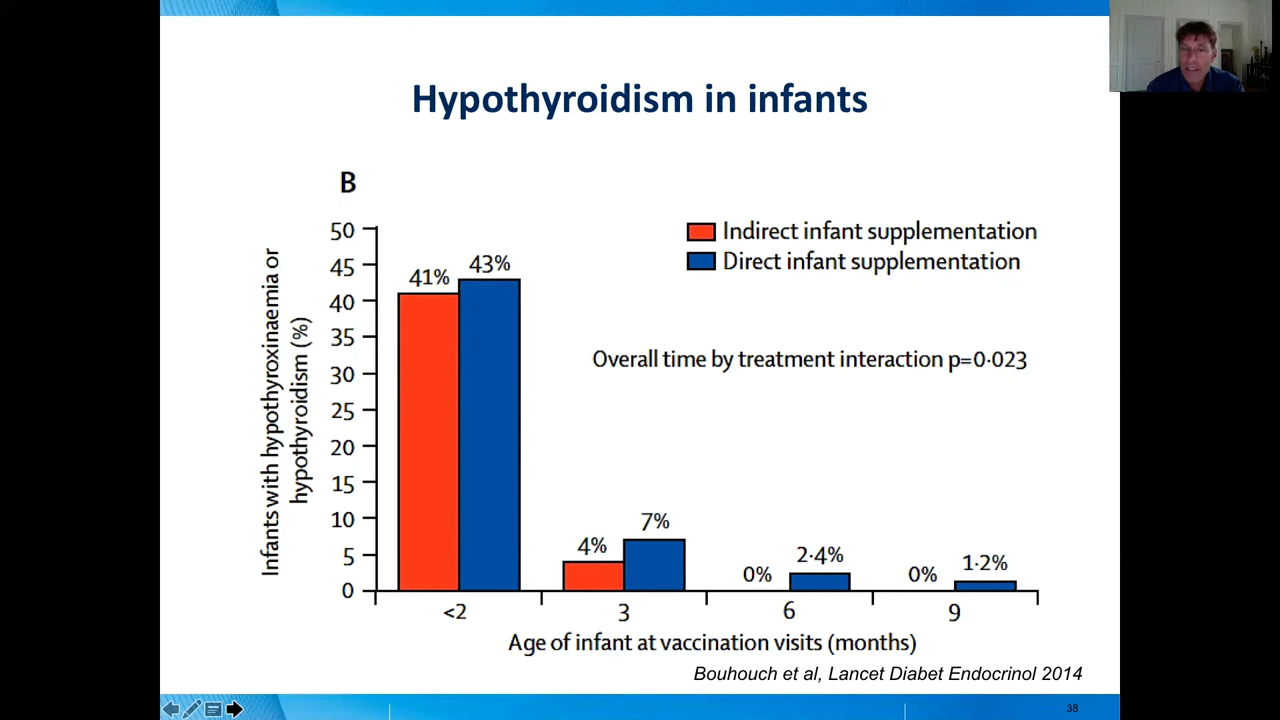 Hypothyroidism in infants
B
Indirect infant supplementation
Direct infant supplementation
Overall time by treatment interaction p=0·023
Infants with hypothyroxinaemia or
hypothyroidism (%)
50
45
40
35
30
25
20
15
10
5
0
41%
43%
4%
7%
0%
2·4%
0%
1·2%
<2
3
6
9
Age of infant at vaccination visits (months)
Bouhouch et al, Lancet Diabet Endocrinol 2014
38